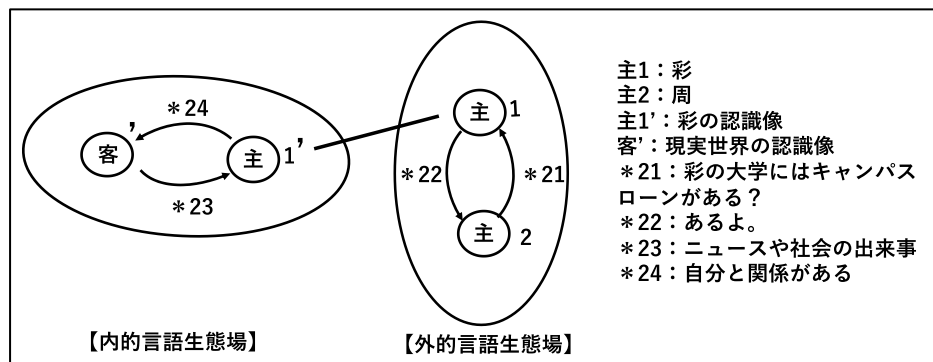 ＊24
’
客
主
1’
＊23
【内的言語生態場】
主
1
＊22
＊21
主
2
【外的言語生態場】
主1：彩
主2：周
主1’：彩の認識像
客’：現実世界の認識像
＊21：彩の大学にはキャンパス
ローンがある？
＊22：あるよ。
＊23：ニュースや社会の出来事
＊24：自分と関係がある